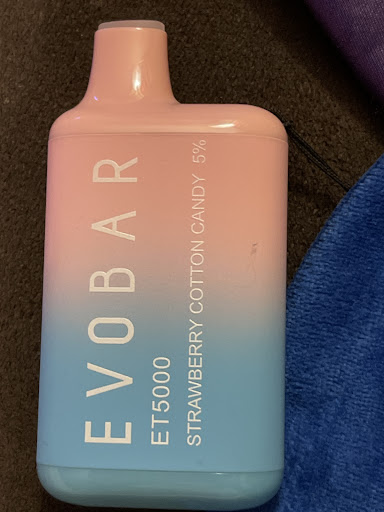 EVOBAR
ET5000
STRAWBERRY COTTON CANDY 5%